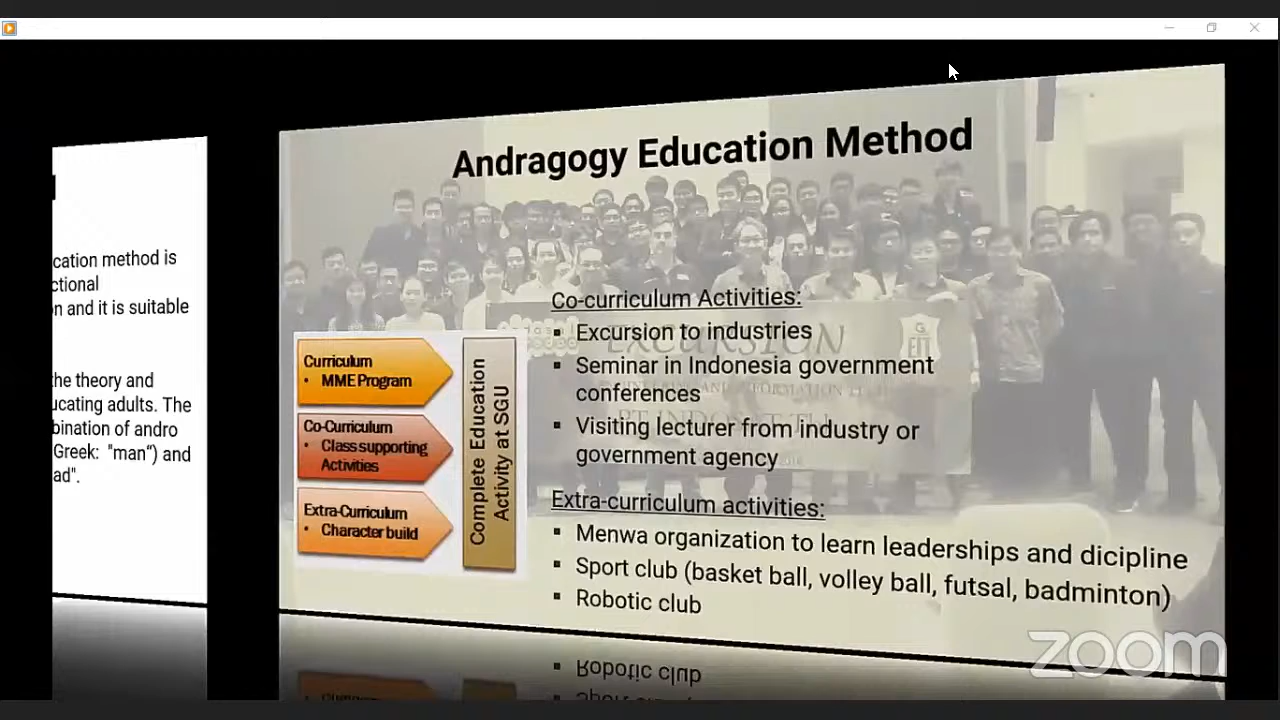 cation method is
ctional
n and it is suitable
the theory and
ucating adults. The
bination of andro
Greek: "man“) and
ad".
Andragogy Education Method
Curriculum
• MME Program
Co-Curriculum
• Class supporting
Activities
Extra-Curriculum
• Character build
Complete Education
Activity at SGU
Co-curriculum Activities:
▪ Excursion to industries
▪ Seminar in Indonesia government
conferences
▪ Visiting lecturer from industry or
government agency
Extra-curriculum activities:
▪ Menwa organization to learn leaderships and dicipline
▪ Sport club (basket ball, volley ball, futsal, badminton)
▪ Robotic club
EXCURSION
zoom